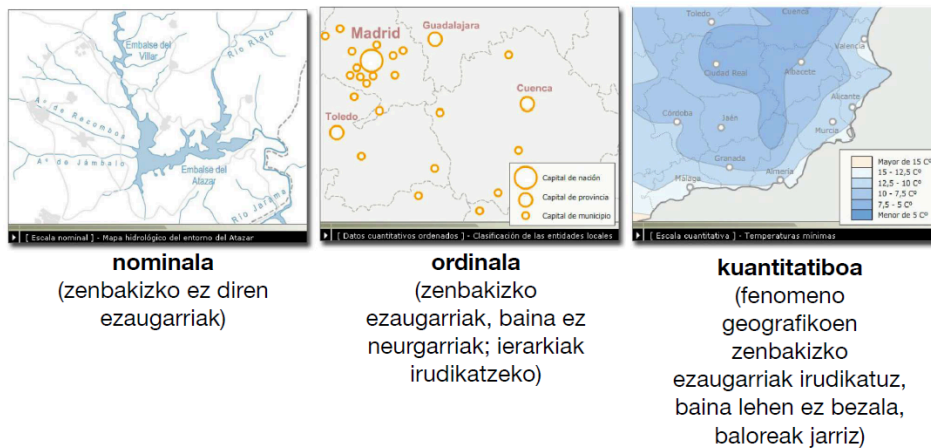 Embalse del
Villar
Río Riato
Ar. de Recombos
Ar. de Jámbalo
Embalse del
Atazar
Río Jarama
[ Escala nominal ] - Mapa hidrológico del entorno del Atazar
nominala
(zenbakizko ez diren
ezaugarriak)
Madrid
Guadalajara
Cuenca
Toledo
Capital de nación
Capital de provincia
Capital de municipio
[ Datos cuantitativos ordenados ] - Clasificación de las entidades locales
ordinala
(zenbakizko
ezaugarriak, baina ez
neurgarriak; ierarkiak
irudikatzeko)
Toledo
Cuenca
Valencia
Ciudad Real
Albacete
Alicante
Córdoba
Jaén
Murcia
Granada
Málaga
Almería
Mayor de 15 Cº
15 - 12,5 Cº
12,5 - 10 Cº
10 - 7,5 Cº
7,5 - 5 Cº
Menor de 5 Cº
[ Escala cuantitativa ] - Temperaturas mínimas
kuantitatiboa
(fenomeno
geografikoen
zenbakizko
ezaugarriak irudikatuz,
baina lehen ez bezala,
baloreak jarriz)